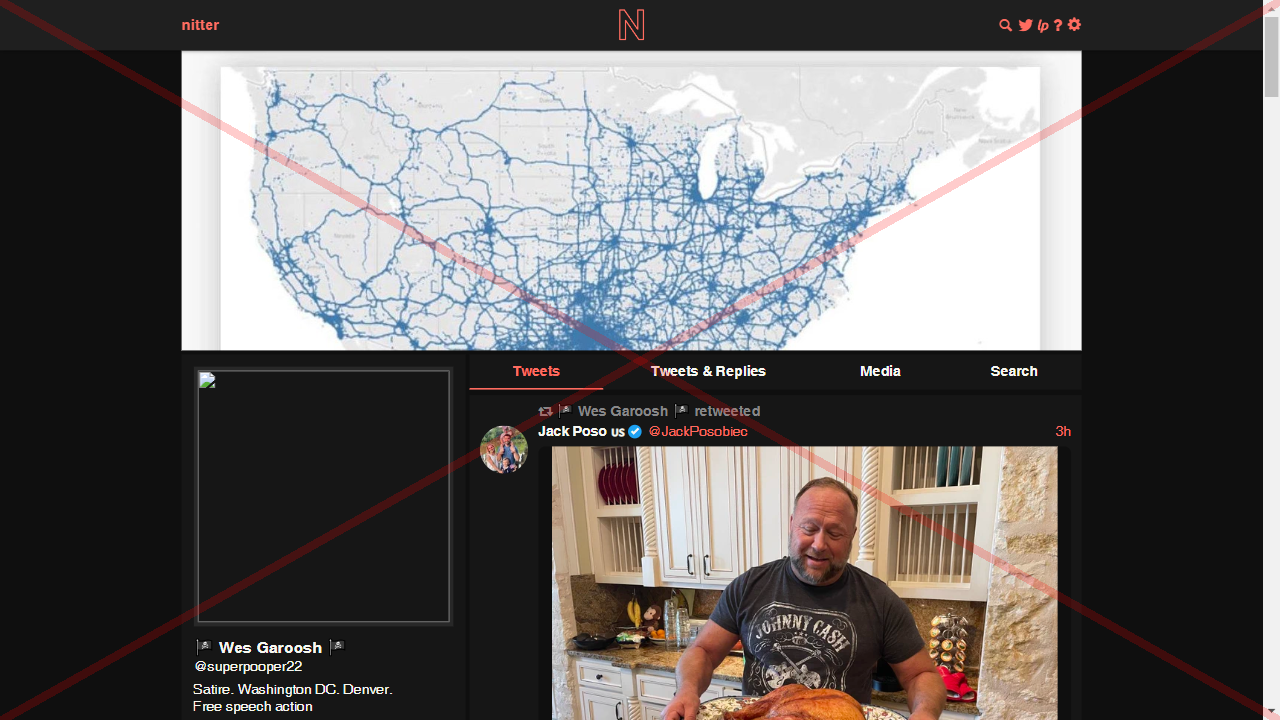 nitter
N
lp ?
Tweets
Tweets & Replies
Media
Search
Wes Garoosh retweeted
Jack Poso us @JackPosobiec
3h
JOHNNY CASH
Wes Garoosh
@superpooper22
Satire. Washington DC. Denver.
Free speech action